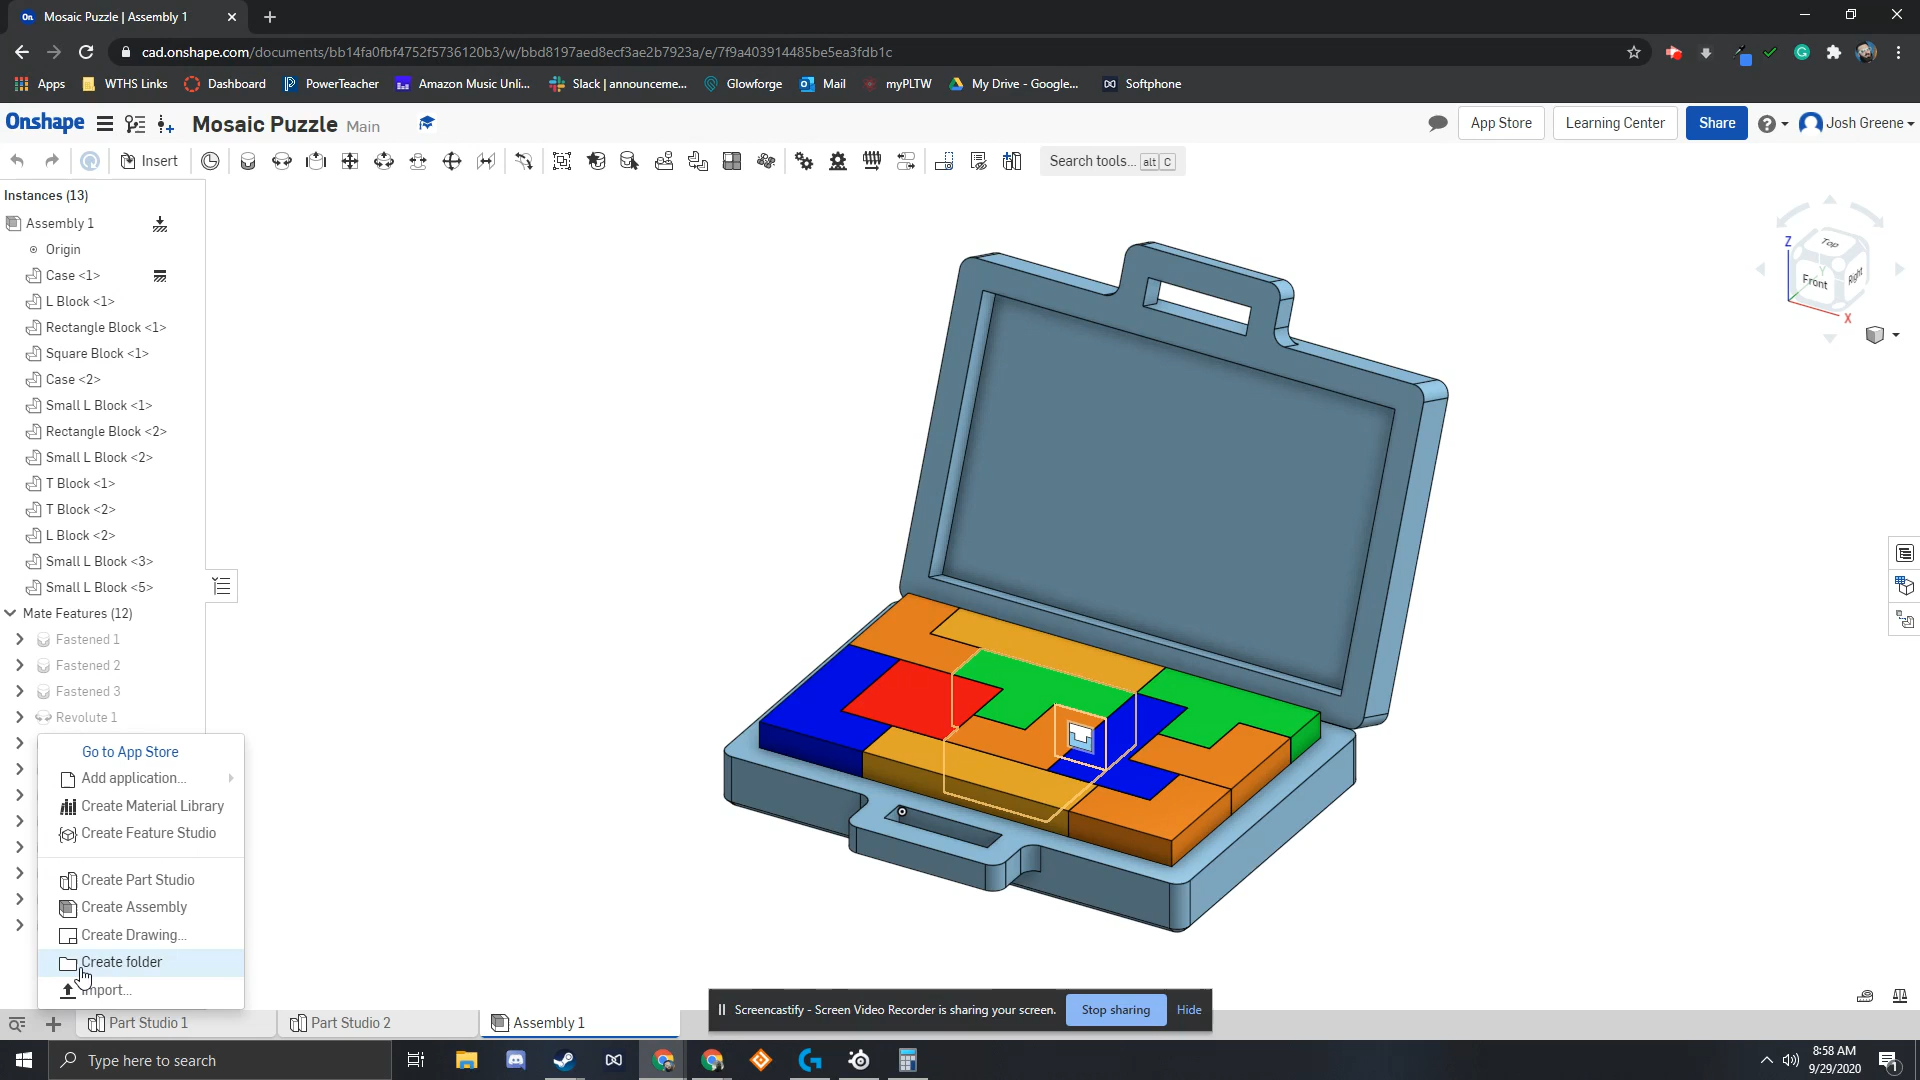 On Mosaic Puzzle | Assembly 1
cad.onshape.com/documents/bb14fa0fbf4752f5736120b3/w/bbd8197aed8ecf3ae2b7923a/e/7f9a403914485be5ea3fdb1c
Apps WTHS Links Dashboard PowerTeacher Amazon Music Unli... Slack | announceme... Glowforge Mail myPLTW My Drive - Google... Softphone
Onshape Mosaic Puzzle Main App Store Learning Center Share Josh Greene
Insert Search tools... alt C
Instances (13)
Assembly 1
Origin
Case <1>
L Block <1>
Rectangle Block <1>
Square Block <1>
Case <2>
Small L Block <1>
Rectangle Block <2>
Small L Block <2>
T Block <1>
T Block <2>
L Block <2>
Small L Block <3>
Small L Block <5>
Mate Features (12)
Fastened 1
Fastened 2
Fastened 3
Revolute 1
Go to App Store
Add application...
Create Material Library
Create Feature Studio
Create Part Studio
Create Assembly
Create Drawing...
Create folder
Import...
Z
Top
Front
Y
Right
X
Part Studio 1 Part Studio 2 Assembly 1
Screencastify - Screen Video Recorder is sharing your screen. Stop sharing Hide
Type here to search
8:58 AM
9/29/2020
1